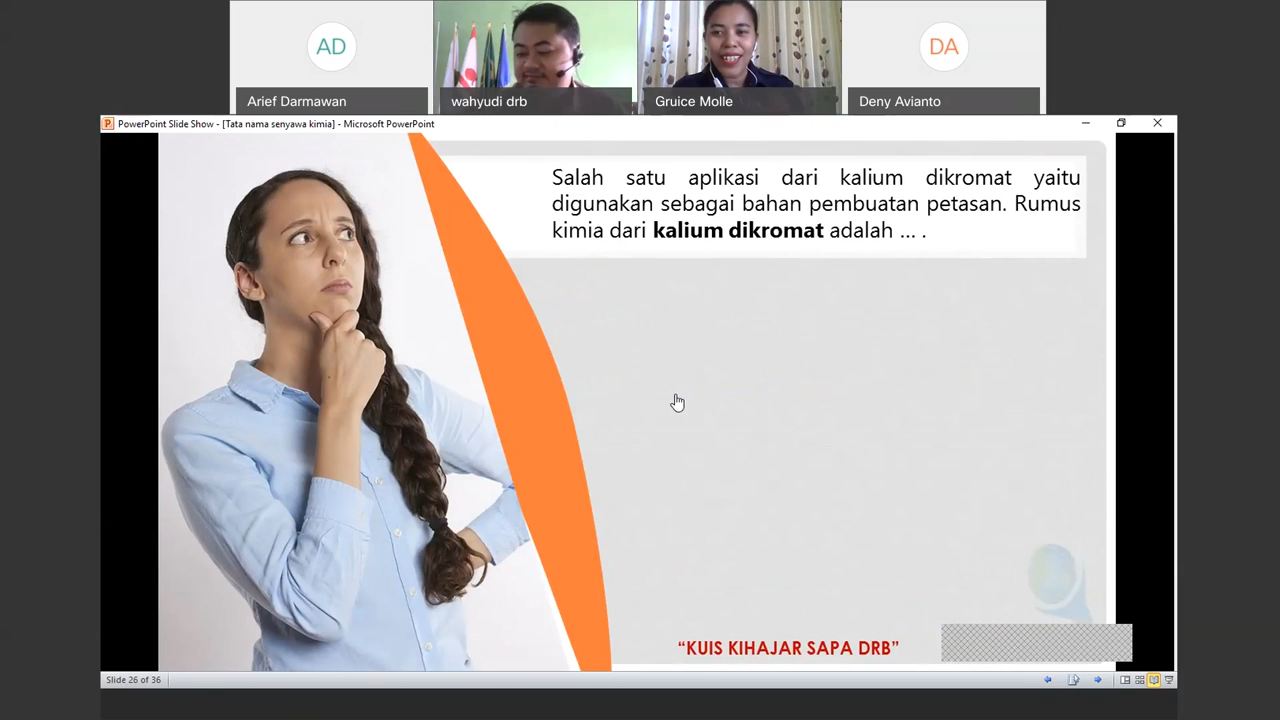 AD
DA
Arief Darmawan
wahyudi drb
Gruice Molle
Deny Avianto
PowerPoint Slide Show - [Tata nama senyawa kimia] - Microsoft PowerPoint
Salah satu aplikasi dari kalium dikromat yaitu
digunakan sebagai bahan pembuatan petasan. Rumus
kimia dari kalium dikromat adalah ... .
“KUIS KIHAJAR SAPA DRB”
Slide 26 of 36